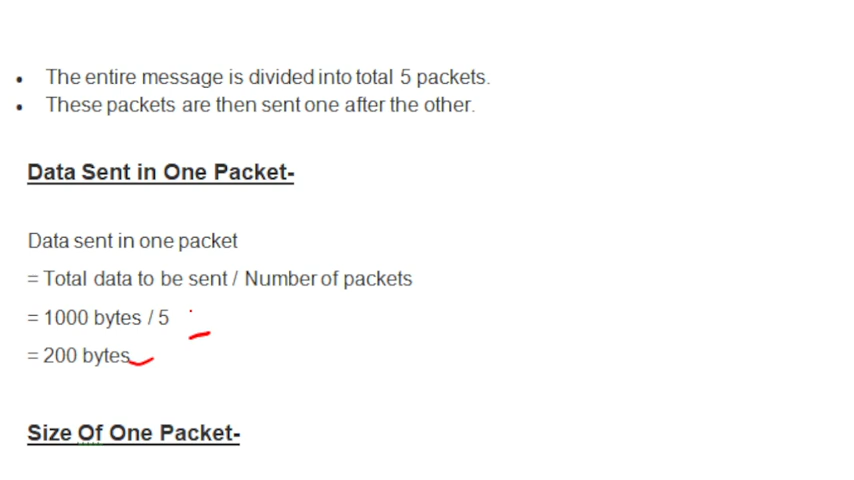 • The entire message is divided into total 5 packets.
• These packets are then sent one after the other.
Data Sent in One Packet-
Data sent in one packet
= Total data to be sent / Number of packets
= 1000 bytes / 5
= 200 bytes
Size Of One Packet-